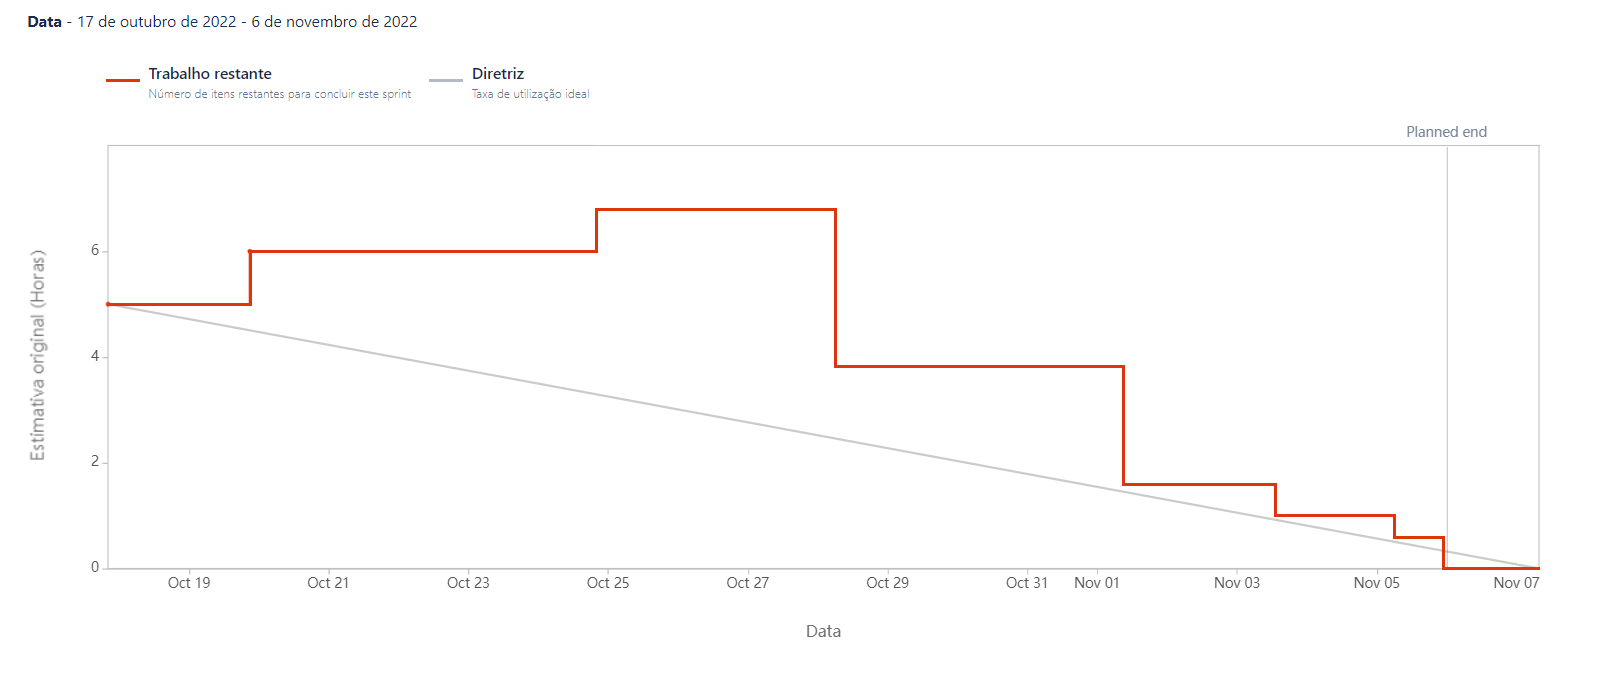 Data - 17 de outubro de 2022 - 6 de novembro de 2022
Trabalho restante
Número de itens restantes para concluir este sprint
Diretriz
Taxa de utilização ideal
Planned end
Estimativa original (Horas)
6
4
2
0
Oct 19 Oct 21 Oct 23 Oct 25 Oct 27 Oct 29 Oct 31 Nov 01 Nov 03 Nov 05 Nov 07
Data